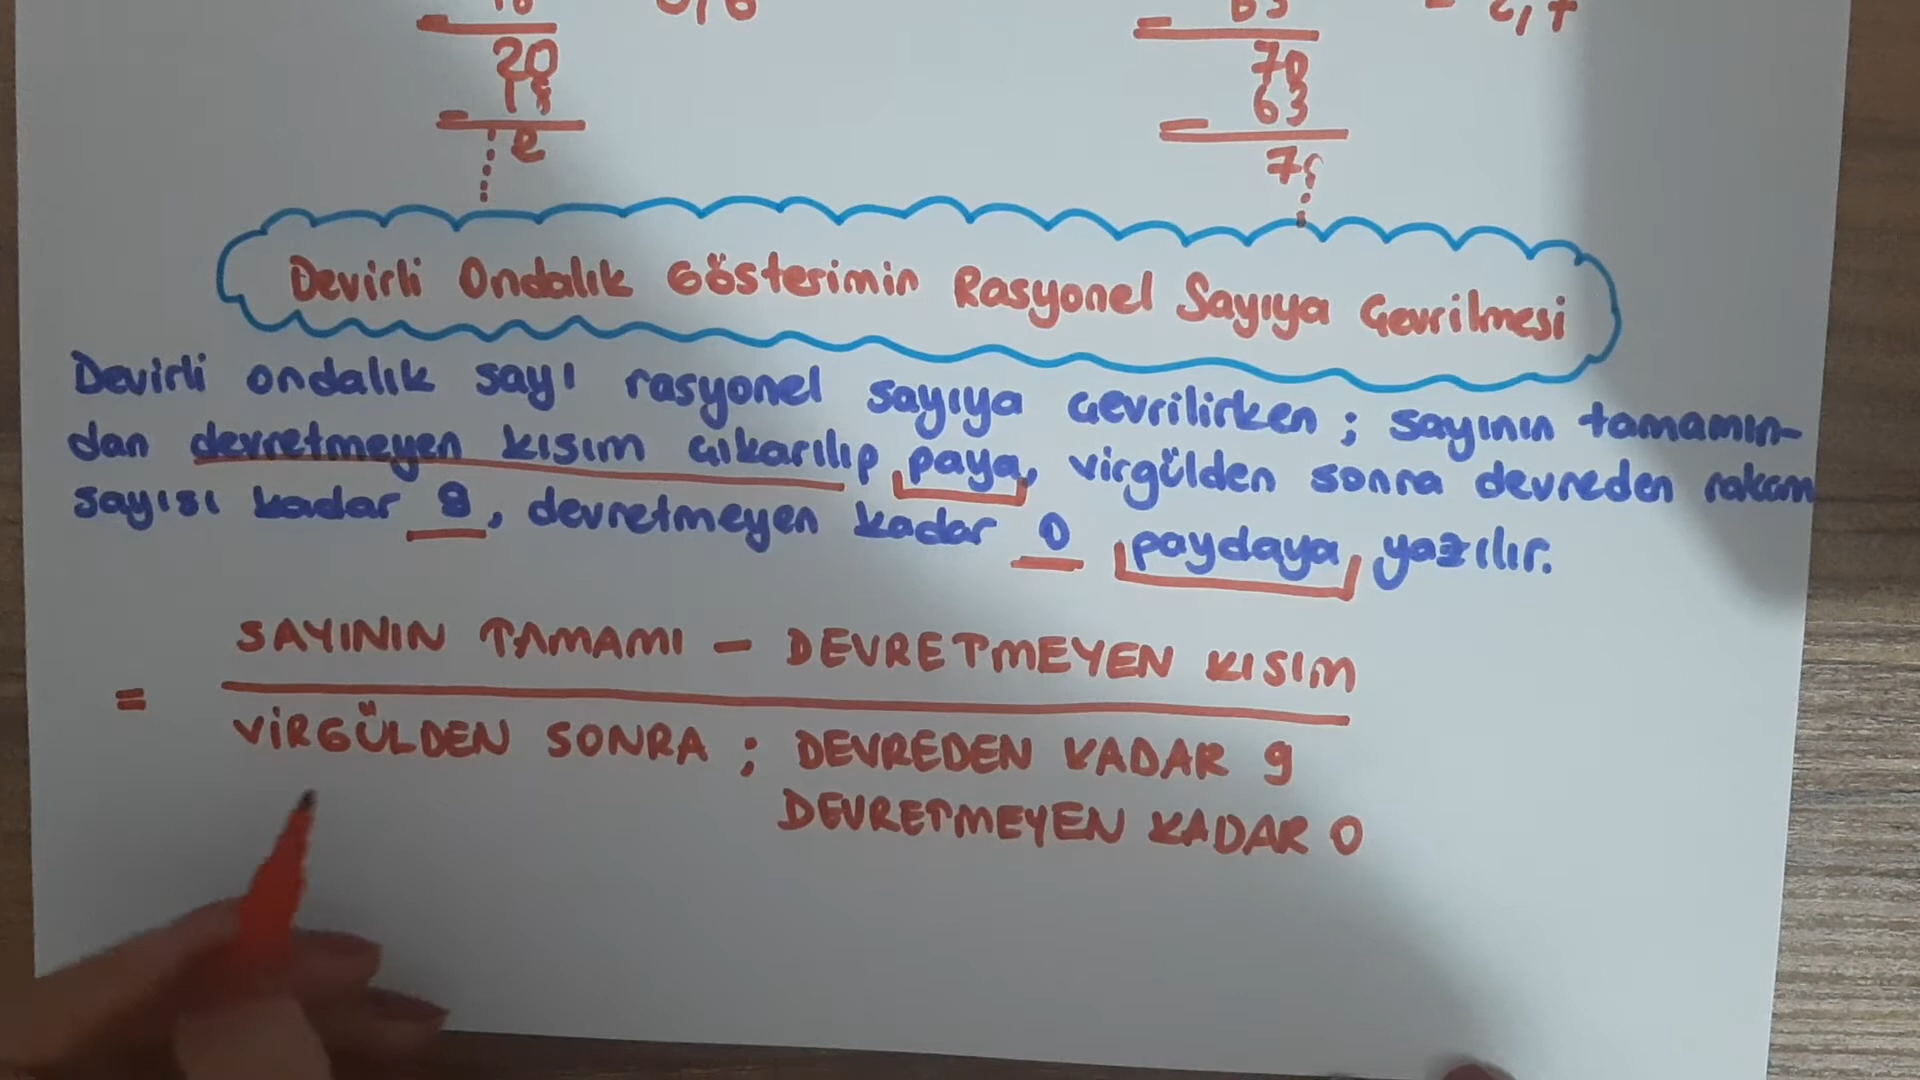 20
63
- 18
70
- 63
2
7
Devirli Ondalık Gösterimin Rasyonel Sayıya Çevrilmesi
Devirli ondalık sayı rasyonel sayıya çevrilirken ; sayının tamamın-
dan devretmeyen kısım çıkarılıp paya, virgülden sonra devreden rakam
sayısı kadar 9, devretmeyen kadar 0 paydaya yazılır.
= SAYININ TAMAMI - DEVRETMEYEN KISIM
VİRGÜLDEN SONRA ; DEVREDEN KADAR 9
DEVRETMEYEN KADAR 0